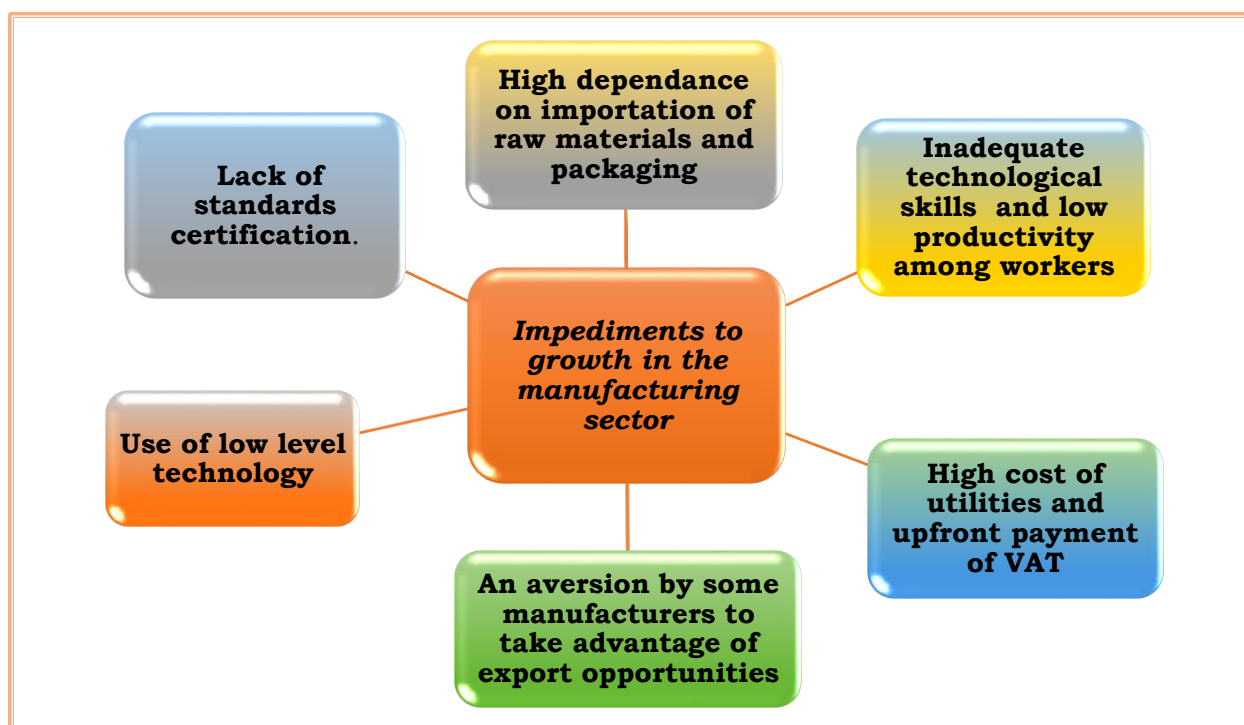 High dependance
on importation of
raw materials and
packaging
Lack of
standards
certification.
Inadequate
technological
skills and low
productivity
among workers
Impediments to
growth in the
manufacturing
sector
Use of low level
technology
High cost of
utilities and
upfront payment
of VAT
An aversion by some
manufacturers to
take advantage of
export opportunities